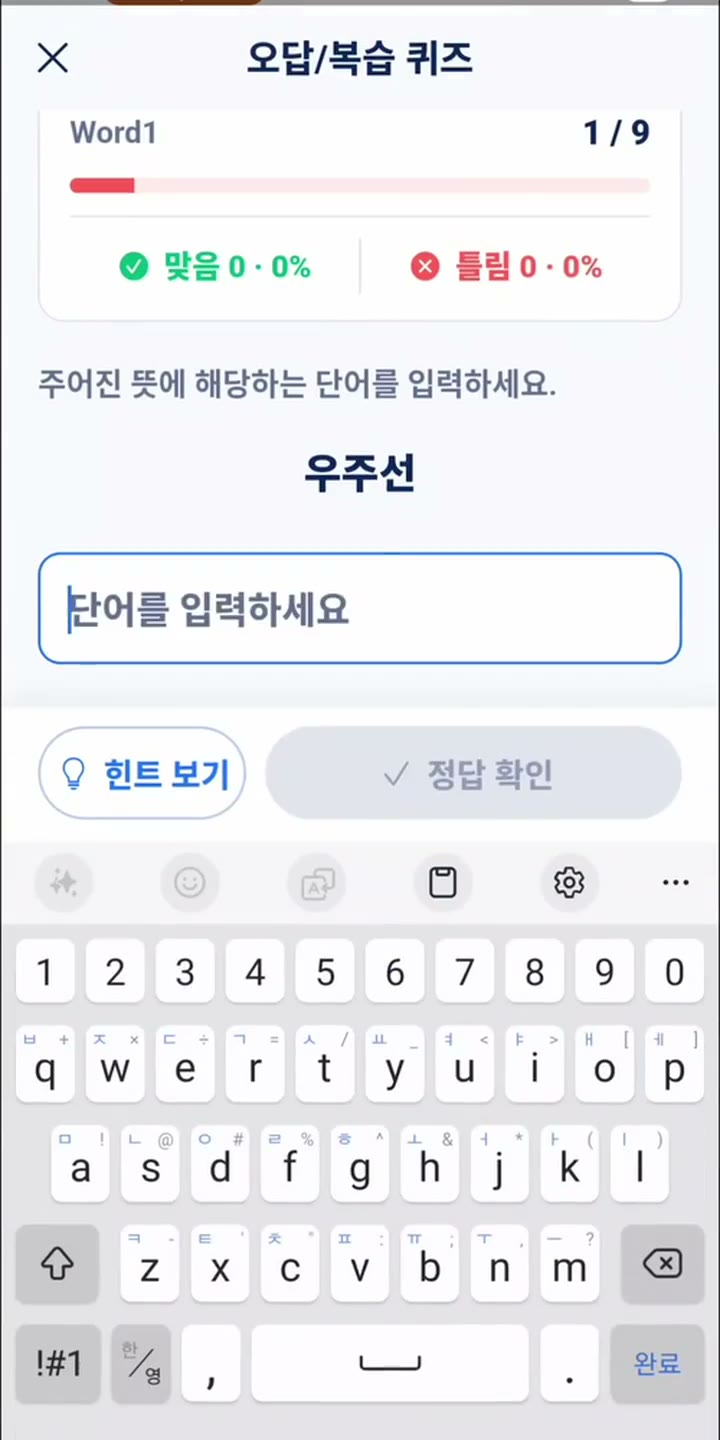 오답/복습 퀴즈
Word1 1 / 9
맞음 0 · 0% 틀림 0 · 0%
주어진 뜻에 해당하는 단어를 입력하세요.
우주선
단어를 입력하세요
힌트 보기 정답 확인
1 2 3 4 5 6 7 8 9 0
ㅂ + ㅈ × ㄷ ÷ ㄱ = ㅅ / ㅛ _ ㅕ < ㅑ > ㅐ [ ㅔ ]
q w e r t y u i o p
ㅁ ! ㄴ @ ㅇ # ㄹ % ㅎ ^ ㅗ & ㅓ * ㅏ ( ㅣ )
a s d f g h j k l
ㅋ - ㅌ ' ㅊ " ㅍ : ㅠ ; ㅜ , ㅡ ?
z x c v b n m
!#1 한/영 , . 완료